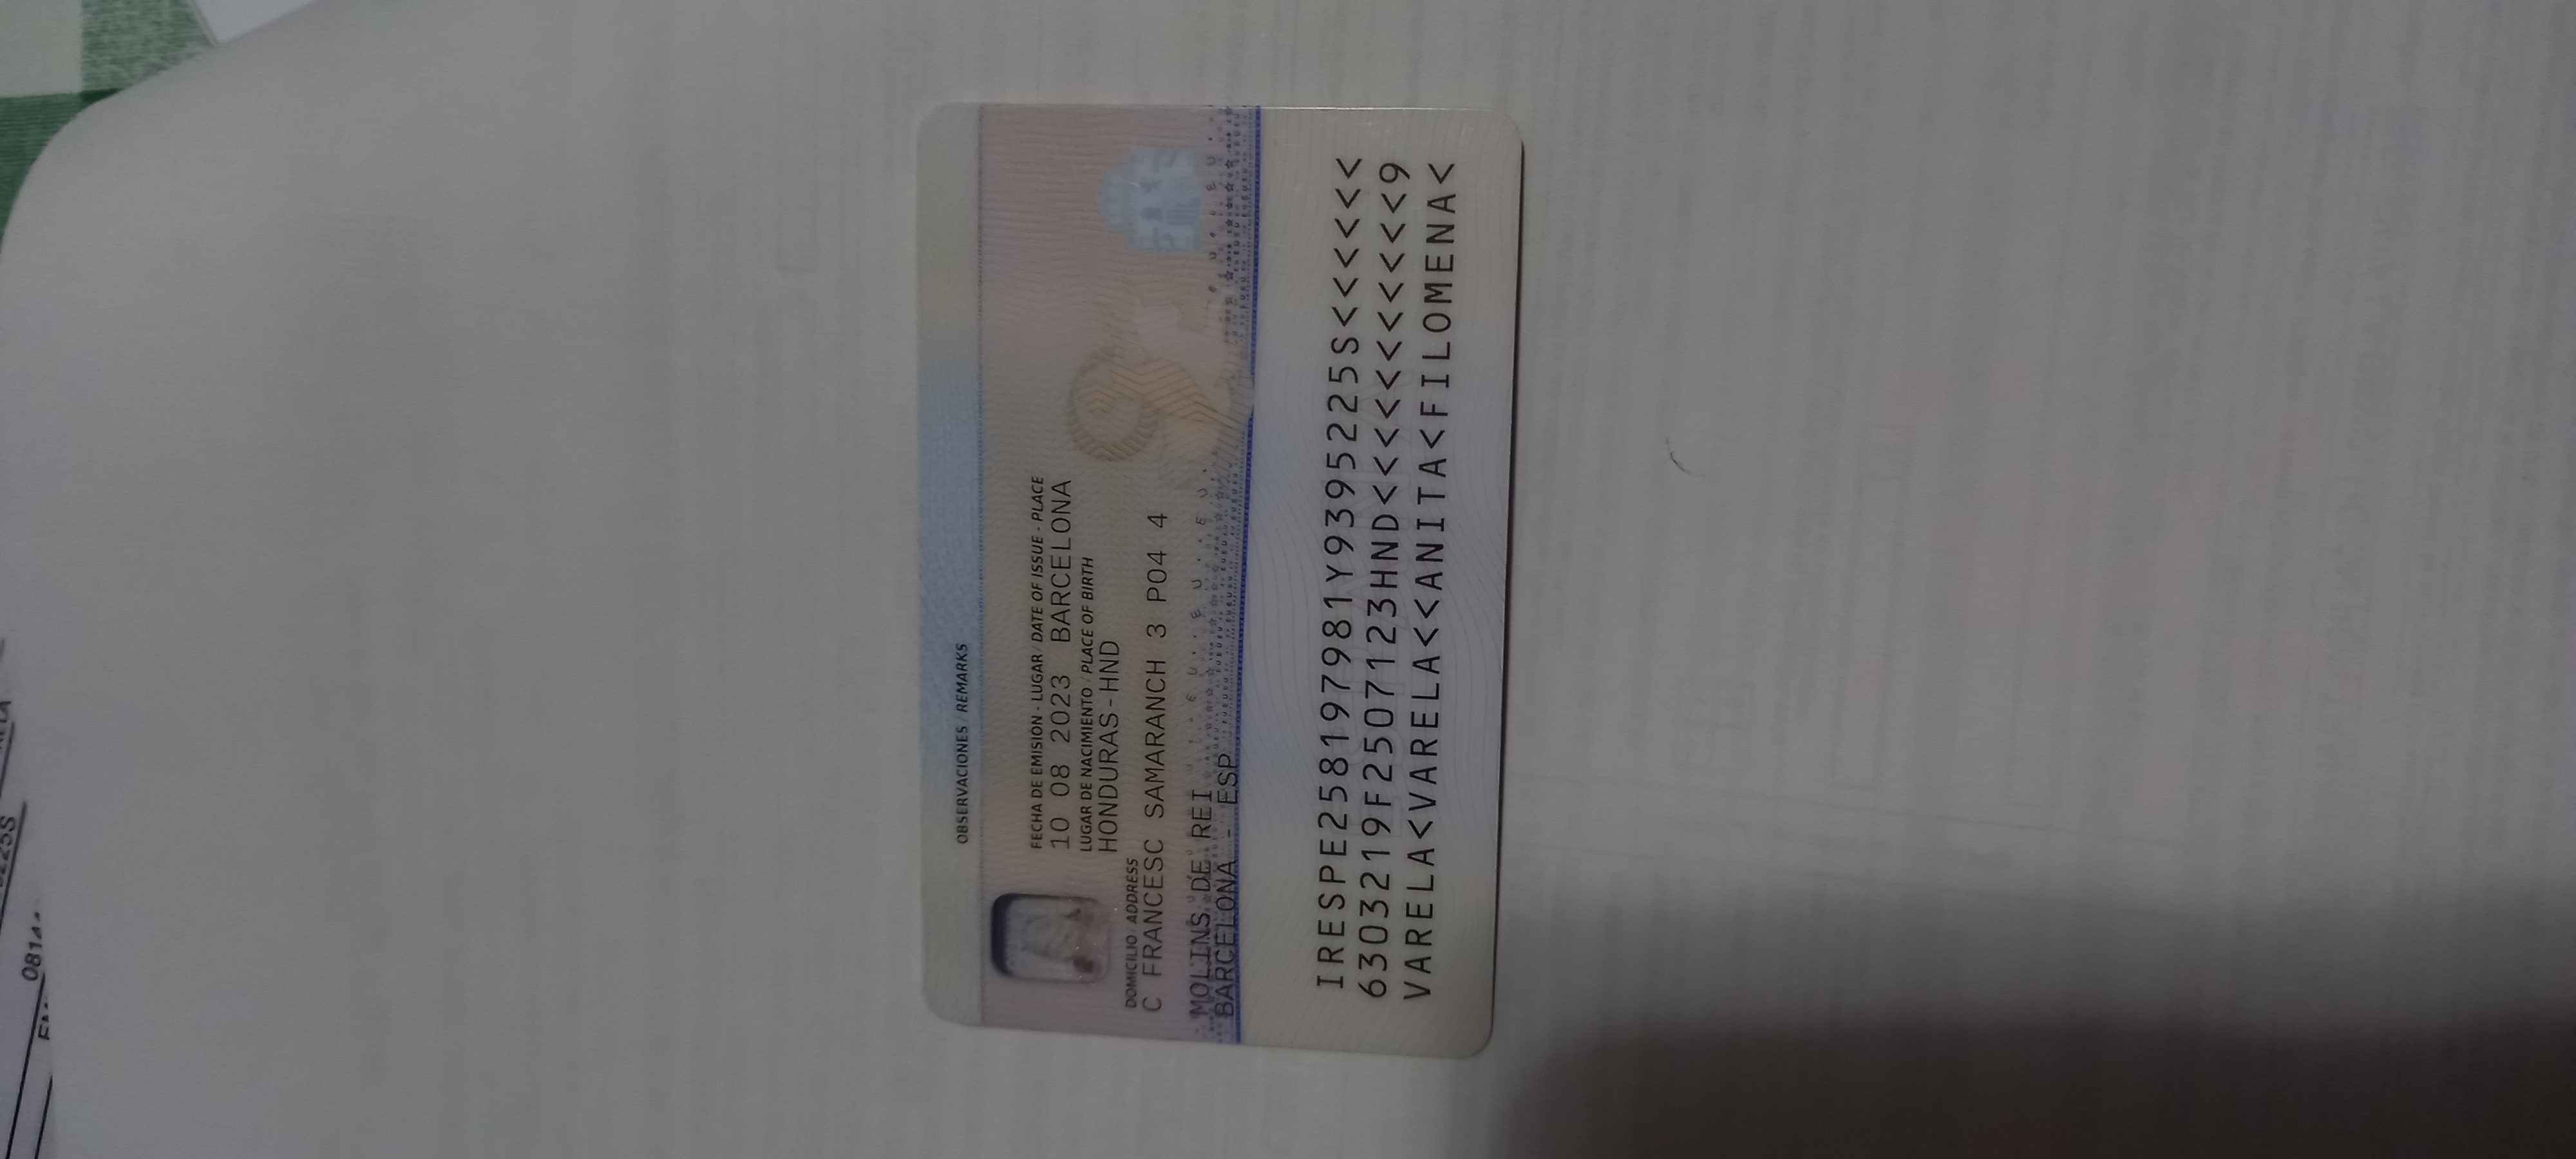 225S
0814
OBSERVACIONES / REMARKS
FECHA DE EMISIÓN - LUGAR / DATE OF ISSUE - PLACE
10 08 2023 BARCELONA
LUGAR DE NACIMIENTO / PLACE OF BIRTH
HONDURAS-HND
DOMICILIO / ADDRESS
C FRANCESC SAMARANCH 3 P04 4
MOLINS DE REI
BARCELONA - ESP
IRESPE258197981Y9395225S<<<<<<
6303219F2507123HND<<<<<<<<<<<9
VARELA<VARELA<<ANITA<FILOMENA<